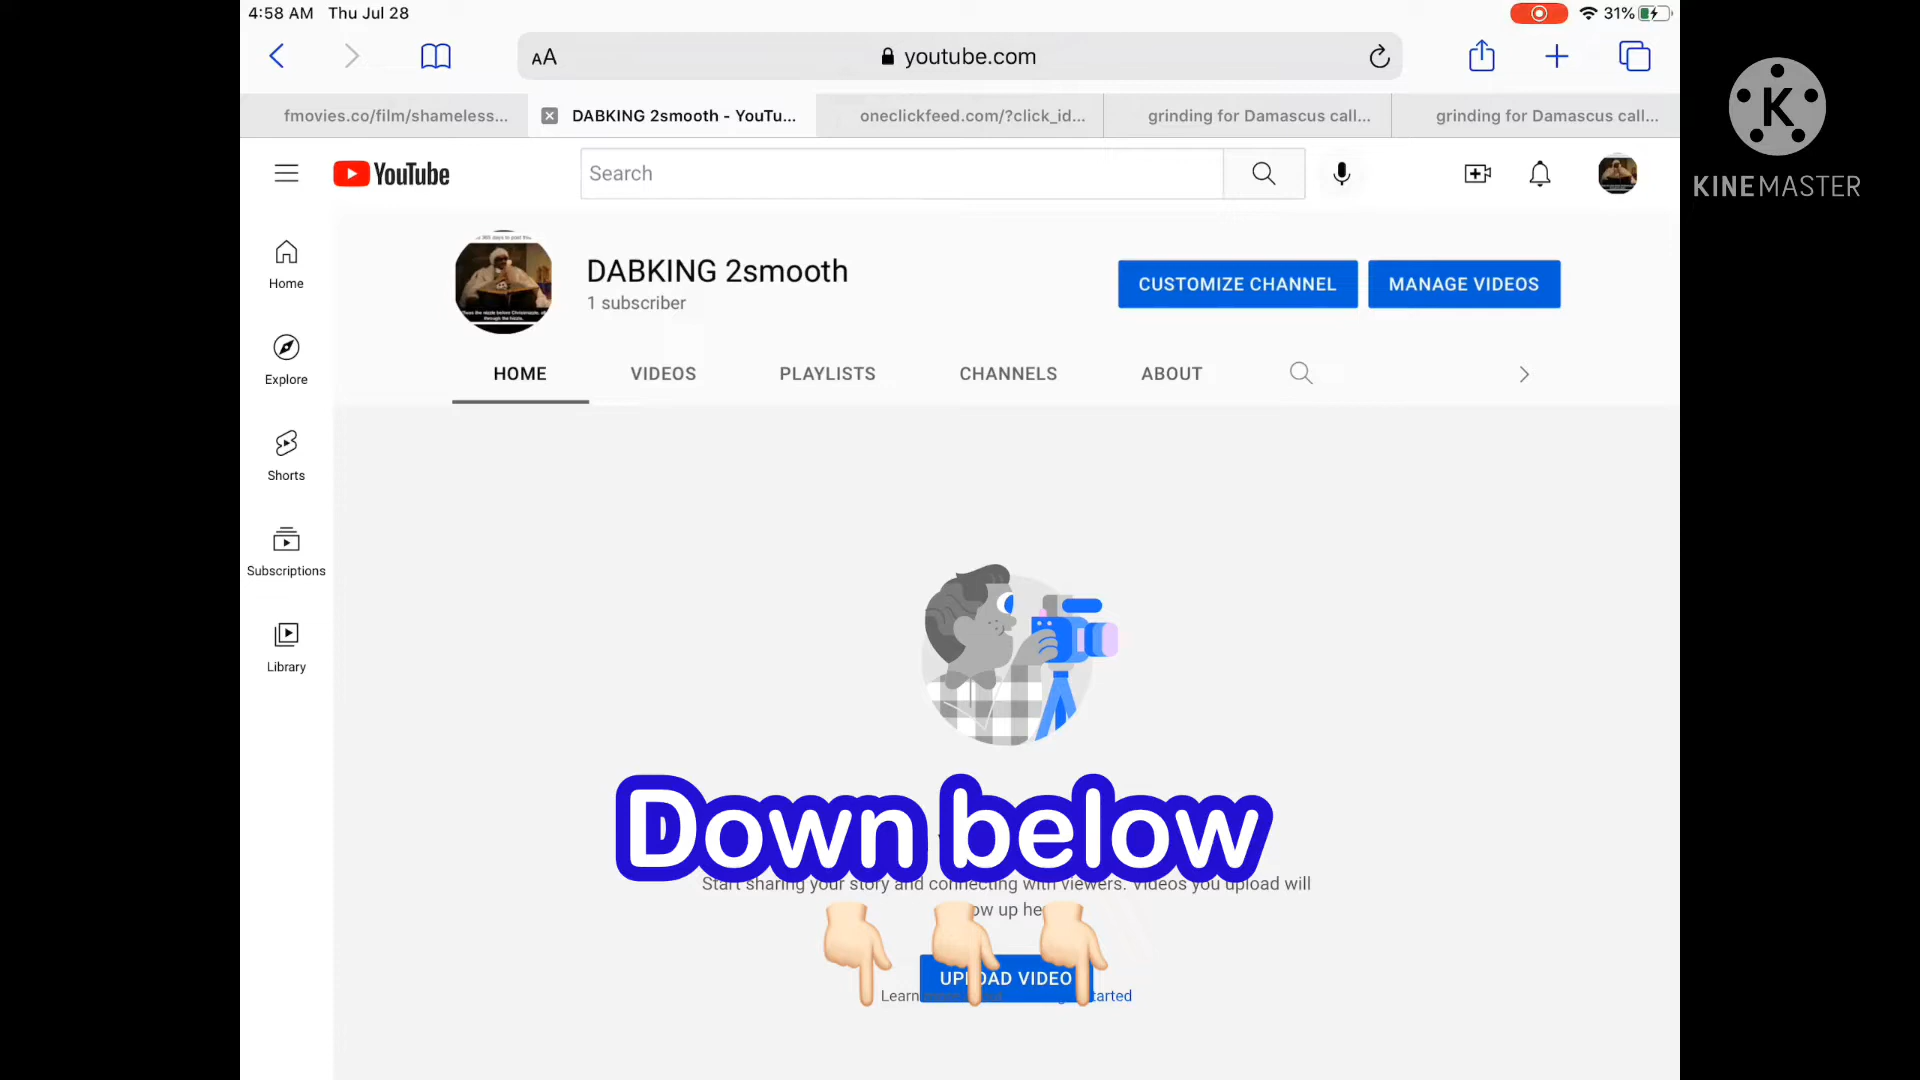 4:58 AM Thu Jul 28
31%
AA
youtube.com
fmovies.co/film/shameless...
DABKING 2smooth - YouTu...
oneclickfeed.com/?click_id...
grinding for Damascus call...
grinding for Damascus call...
K
KINEMASTER
YouTube
Search
Home
Explore
Shorts
Subscriptions
Library
DABKING 2smooth
1 subscriber
CUSTOMIZE CHANNEL
MANAGE VIDEOS
HOME
VIDEOS
PLAYLISTS
CHANNELS
ABOUT
Down below
Start sharing your story and connecting with viewers. Videos you upload will
up
UPLOAD VIDEO
Learn